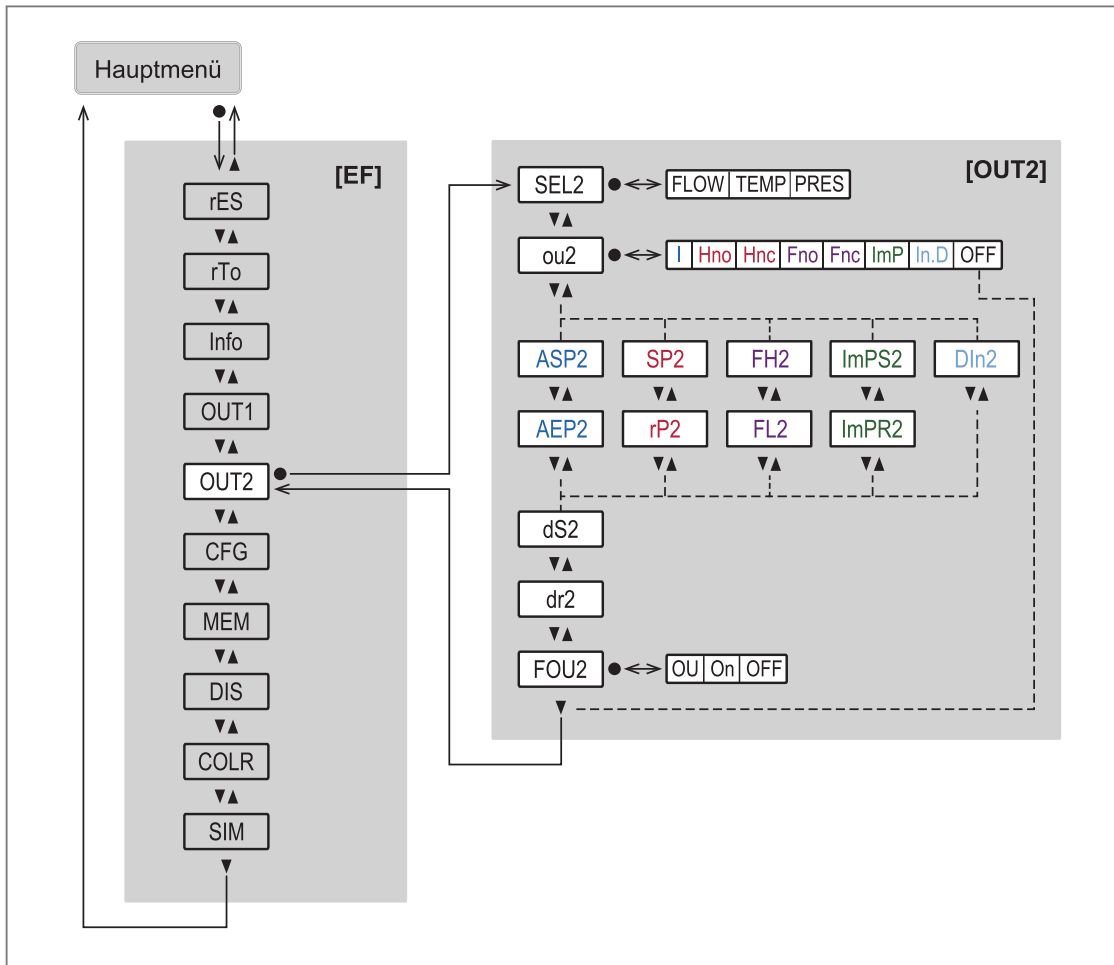 Hauptmenü
[EF]
rES
rTo
Info
OUT1
OUT2
CFG
MEM
DIS
COLR
SIM
[OUT2]
SEL2
FLOW TEMP PRES
ou2
I Hno Hnc Fno Fnc ImP In.D OFF
ASP2 SP2 FH2 ImPS2 DIn2
AEP2 rP2 FL2 ImPR2
dS2
dr2
FOU2
OU On OFF